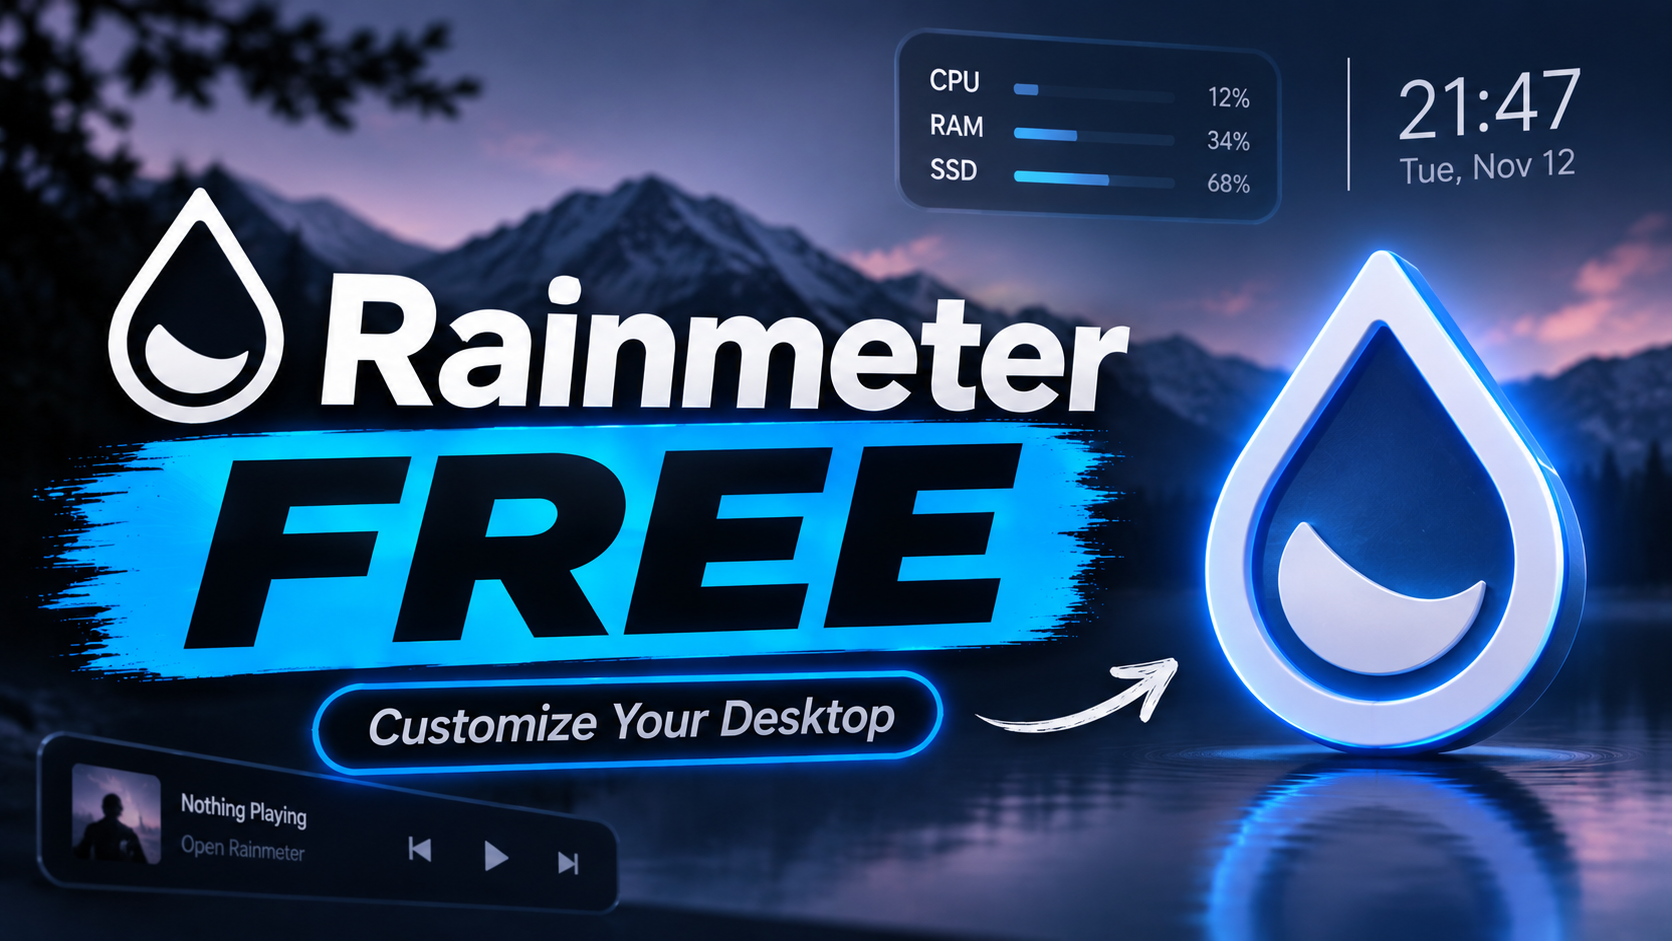 CPU 12%
RAM 34%
SSD 68%
21:47
Tue, Nov 12
Rainmeter
FREE
Customize Your Desktop
Nothing Playing
Open Rainmeter